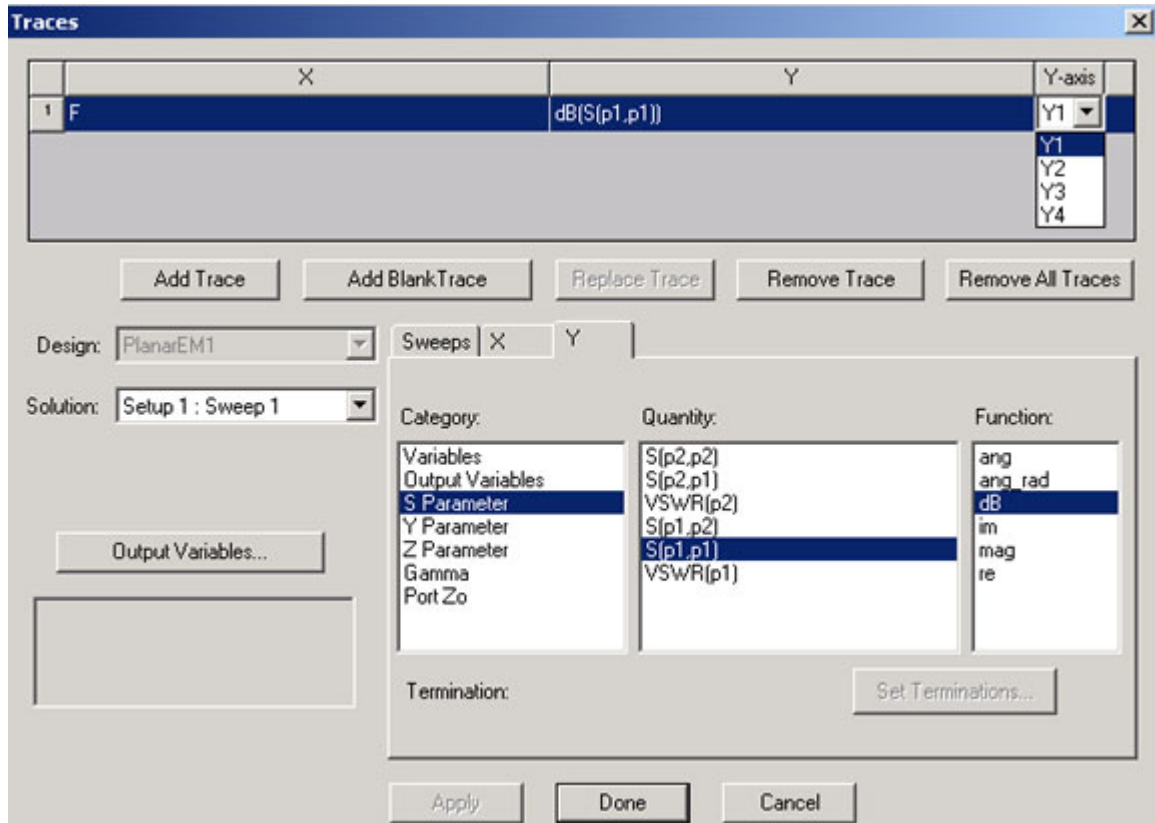 Traces
X Y Y-axis
1 F dB(S(p1,p1)) Y1
Y1
Y2
Y3
Y4
Add Trace Add BlankTrace Replace Trace Remove Trace Remove All Traces
Design: PlanarEM1
Solution: Setup 1 : Sweep 1
Output Variables...
Sweeps X Y
Category:
Variables
Output Variables
S Parameter
Y Parameter
Z Parameter
Gamma
Port Zo
Quantity:
S(p2,p2)
S(p2,p1)
VSWR(p2)
S(p1,p2)
S(p1,p1)
VSWR(p1)
Function:
ang
ang_rad
dB
im
mag
re
Termination: Set Terminations...
Apply Done Cancel